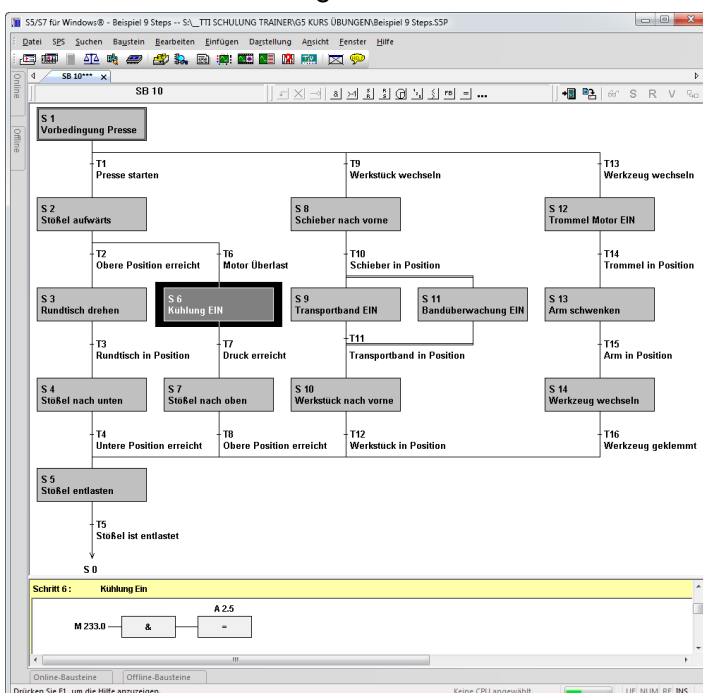 S5/S7 für Windows® - Beispiel 9 Steps -- S:\_TTI SCHULUNG TRAINER\G5 KURS ÜBUNGEN\Beispiel 9 Steps.S5P
Datei SPS Suchen Baustein Bearbeiten Einfügen Darstellung Ansicht Fenster Hilfe
SB 10*** x
Online
Offline
SB 10
S R V
S 1
Vorbedingung Presse
T1
Presse starten
T9
Werkstück wechseln
T13
Werkzeug wechseln
S 2
Stößel aufwärts
S 8
Schieber nach vorne
S 12
Trommel Motor EIN
T2
Obere Position erreicht
T6
Motor Überlast
T10
Schieber in Position
T14
Trommel in Position
S 3
Rundtisch drehen
S 6
Kühlung EIN
S 9
Transportband EIN
S 11
Bandüberwachung EIN
S 13
Arm schwenken
T3
Rundtisch in Position
T7
Druck erreicht
T11
Transportband in Position
T15
Arm in Position
S 4
Stößel nach unten
S 7
Stößel nach oben
S 10
Werkstück nach vorne
S 14
Werkzeug wechseln
T4
Untere Position erreicht
T8
Obere Position erreicht
T12
Werkstück in Position
T16
Werkzeug geklemmt
S 5
Stößel entlasten
T5
Stößel ist entlastet
S 0
Schritt 6 : Kühlung Ein
A 2.5
M 233.0 & =
Online-Bausteine Offline-Bausteine
Drücken Sie F1, um die Hilfe anzuzeigen. Keine CPU angewählt UF NUM RF INS